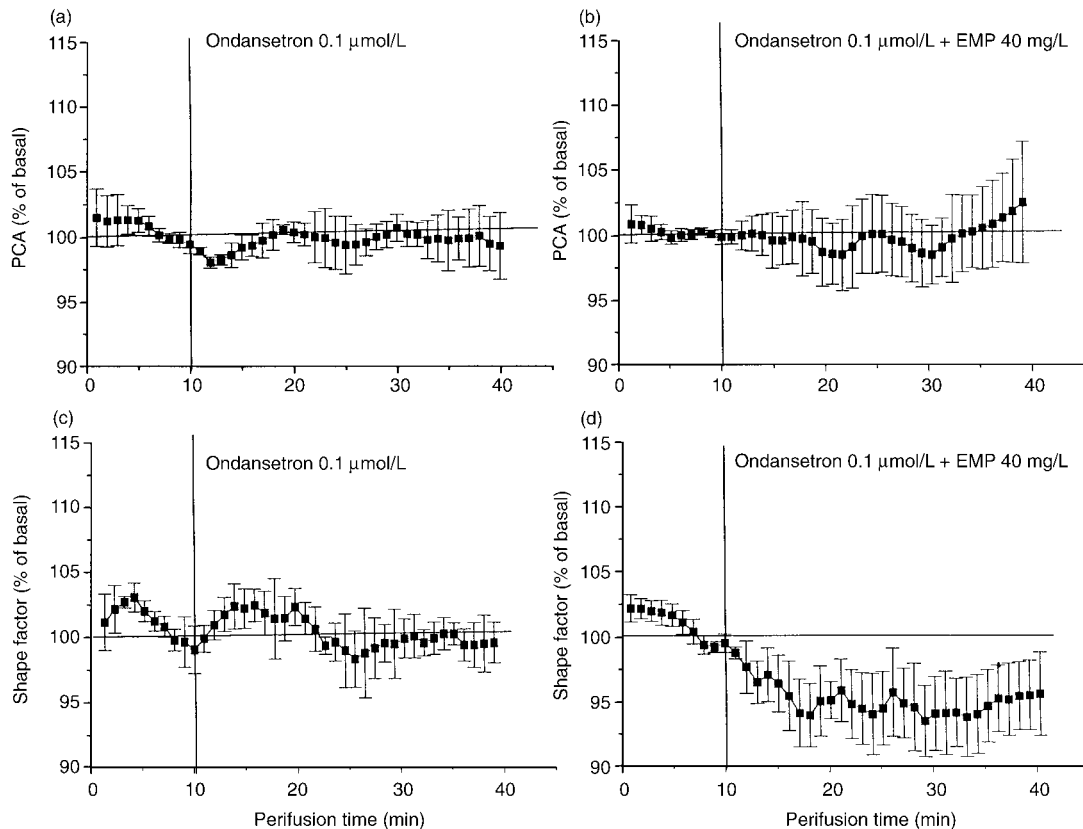 (a)
Ondansetron 0.1 μmol/L
PCA (% of basal)
115
110
105
100
95
90
0 10 20 30 40
(b)
Ondansetron 0.1 μmol/L + EMP 40 mg/L
PCA (% of basal)
115
110
105
100
95
90
0 10 20 30 40
(c)
Ondansetron 0.1 μmol/L
Shape factor (% of basal)
115
110
105
100
95
90
0 10 20 30 40
Perifusion time (min)
(d)
Ondansetron 0.1 μmol/L + EMP 40 mg/L
Shape factor (% of basal)
115
110
105
100
95
90
0 10 20 30 40
Perifusion time (min)